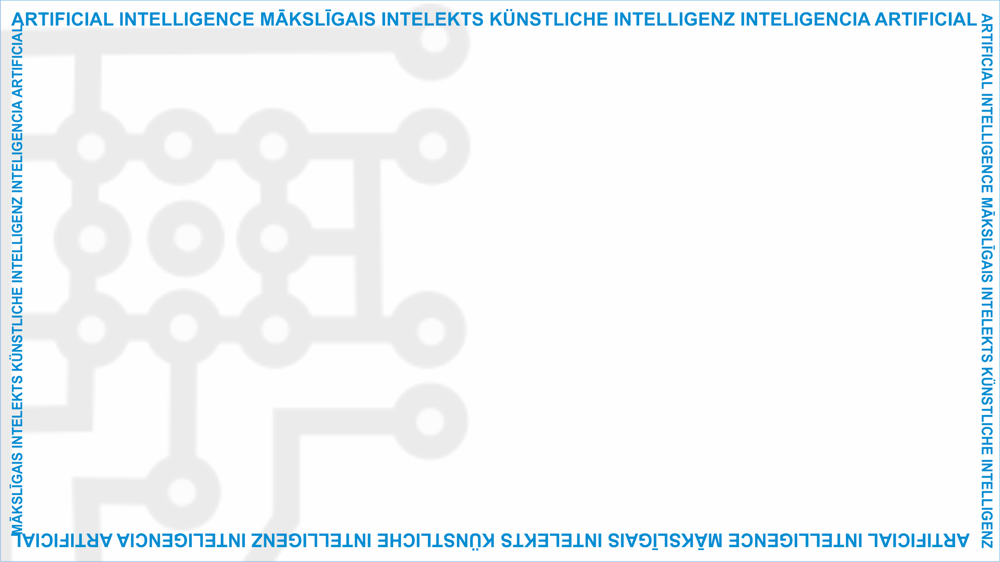 ARTIFICIAL INTELLIGENCE MĀKSLĪGAIS INTELEKTS KÜNSTLICHE INTELLIGENZ INTELIGENCIA ARTIFICIAL
ARTIFICIAL INTELLIGENCE MĀKSLĪGAIS INTELEKTS KÜNSTLICHE INTELLIGENZ
ARTIFICIAL INTELLIGENCE MĀKSLĪGAIS INTELEKTS KÜNSTLICHE INTELLIGENZ INTELIGENCIA ARTIFICIAL
MĀKSLĪGAIS INTELEKTS KÜNSTLICHE INTELLIGENZ INTELIGENCIA ARTIFICIAL